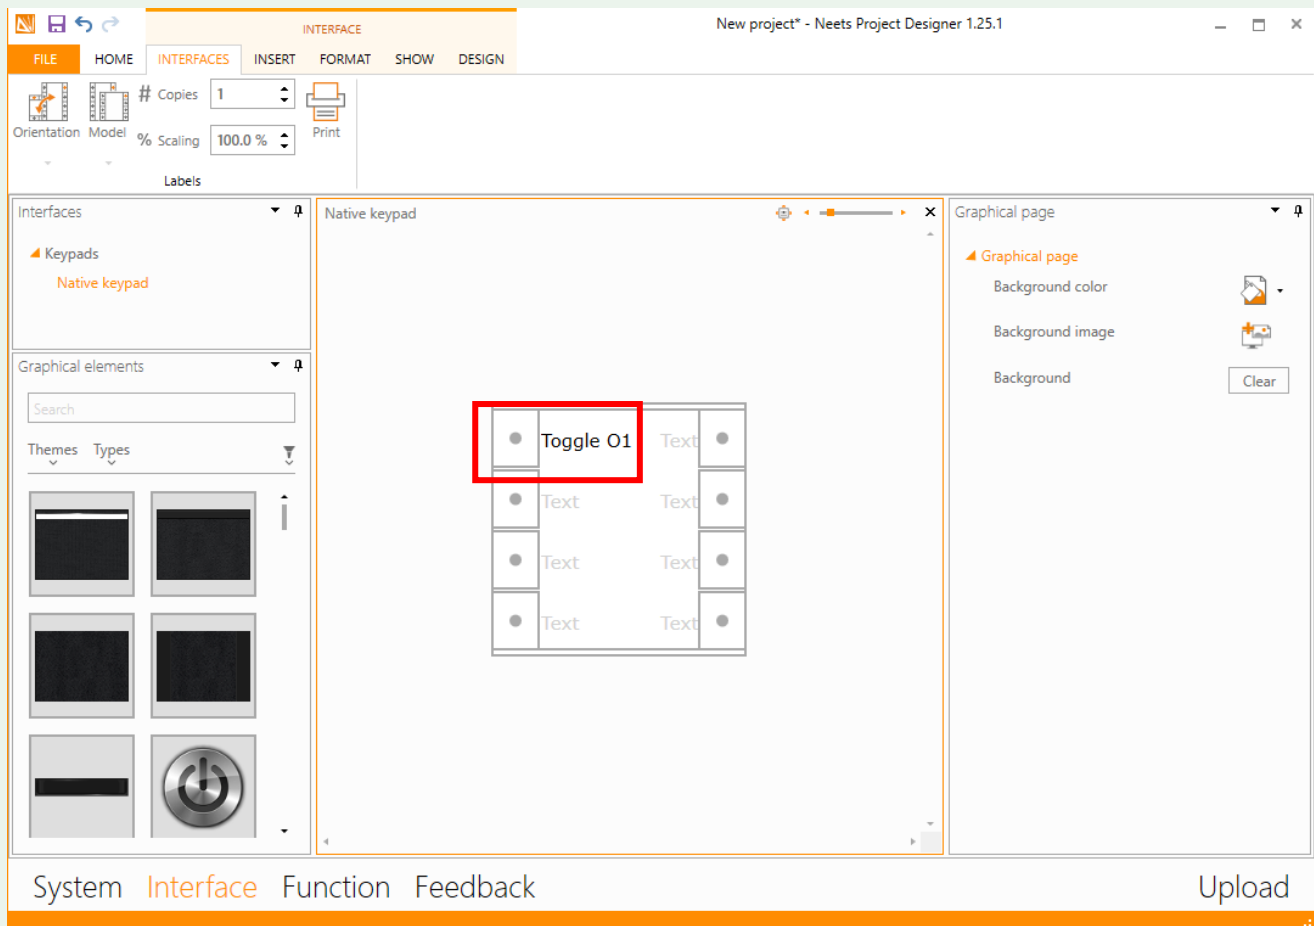 INTERFACE
New project* - Neets Project Designer 1.25.1
FILE HOME INTERFACES INSERT FORMAT SHOW DESIGN
Orientation Model # Copies 1
% Scaling 100.0 % Print
Labels
Interfaces
Keypads
Native keypad
Graphical elements
Search
Themes Types
Native keypad
Toggle O1 Text
Text Text
Text Text
Text Text
Graphical page
Graphical page
Background color
Background image
Background Clear
System Interface Function Feedback Upload